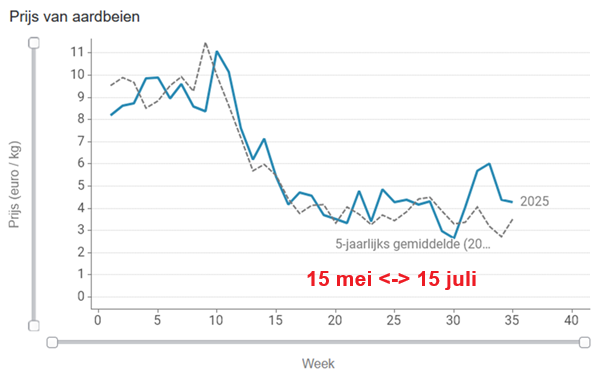 Prijs van aardbeien
11
10
9
8
7
6
5
4
3
2
1
0
Prijs (euro / kg)
2025
5-jaarlijks gemiddelde (20...
15 mei <-> 15 juli
0 5 10 15 20 25 30 35 40
Week